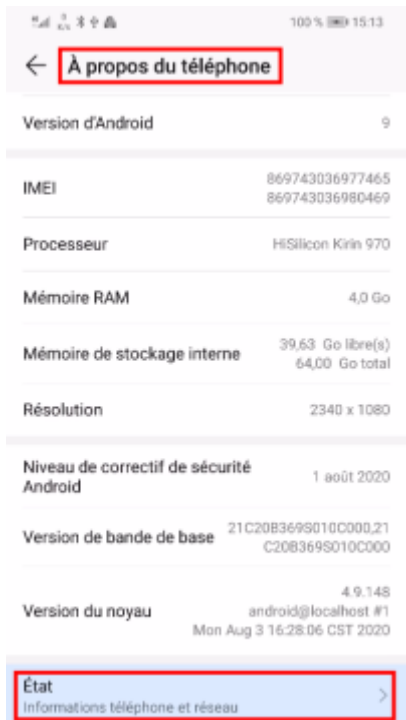 100 % 15:13
À propos du téléphone
Version d'Android 9
IMEI 869743036977465
869743036980469
Processeur HiSilicon Kirin 970
Mémoire RAM 4,0 Go
Mémoire de stockage interne 39,63 Go libre(s)
64,00 Go total
Résolution 2340 x 1080
Niveau de correctif de sécurité
Android 1 août 2020
Version de bande de base 21C20B369S010C000,21
C20B369S010C000
4.9.148
Version du noyau android@localhost #1
Mon Aug 3 16:28:06 CST 2020
État
Informations téléphone et réseau